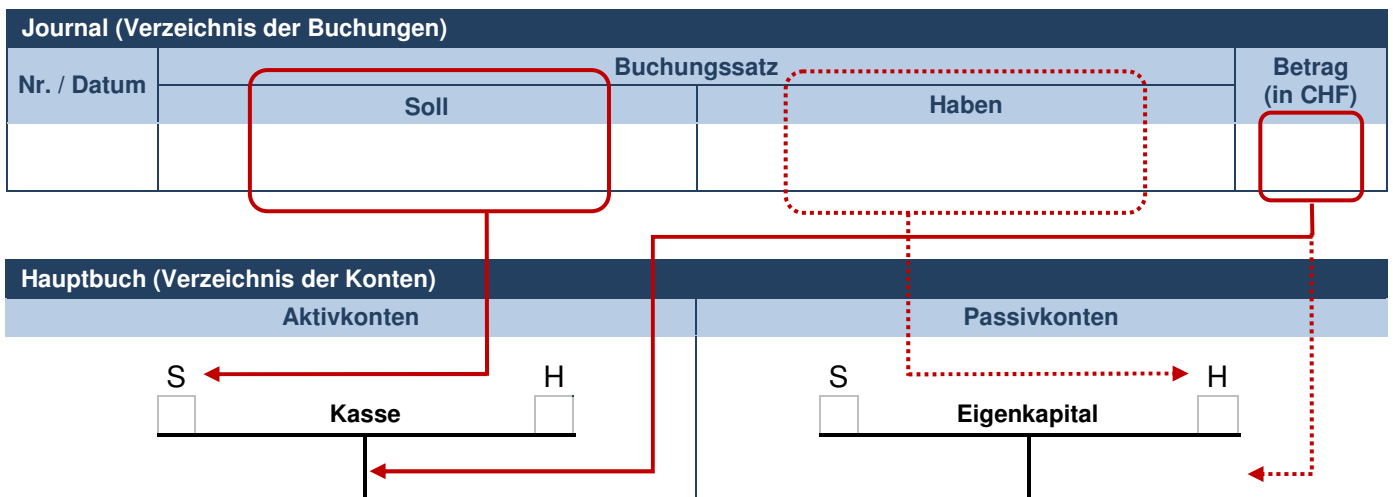 Journal (Verzeichnis der Buchungen)
Nr. / Datum
Buchungssatz
Betrag
(in CHF)
Soll
Haben
Hauptbuch (Verzeichnis der Konten)
Aktivkonten
Passivkonten
S
H
S
H
Kasse
Eigenkapital